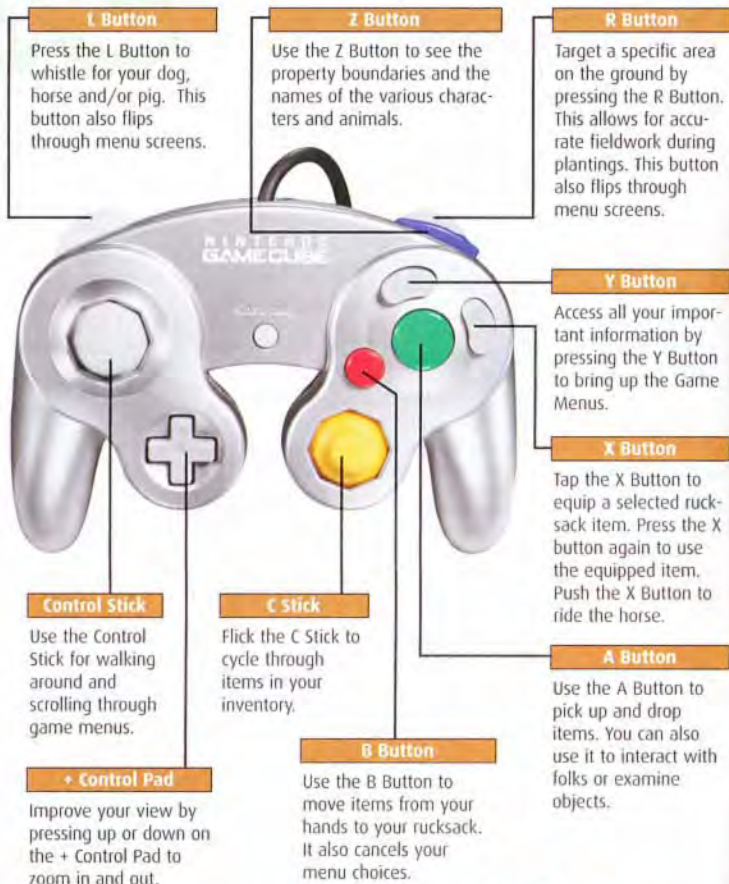 L Button
Press the L Button to
whistle for your dog,
horse and/or pig. This
button also flips
through menu screens.
Z Button
Use the Z Button to see the
property boundaries and the
names of the various charac-
ters and animals.
R Button
Target a specific area
on the ground by
pressing the R Button.
This allows for accu-
rate fieldwork during
plantings. This button
also flips through
menu screens.
NINTENDO
GAMECUBE
Y Button
Access all your impor-
tant information by
pressing the Y Button
to bring up the Game
Menus.
X Button
Tap the X Button to
equip a selected ruck-
sack item. Press the X
button again to use
the equipped item.
Push the X Button to
ride the horse.
Control Stick
Use the Control
Stick for walking
around and
scrolling through
game menus.
C Stick
Flick the C Stick to
cycle through
items in your
inventory.
A Button
Use the A Button to
pick up and drop
items. You can also
use it to interact with
folks or examine
objects.
+ Control Pad
Improve your view by
pressing up or down on
the + Control Pad to
zoom in and out.
B Button
Use the B Button to
move items from your
hands to your rucksack.
It also cancels your
menu choices.